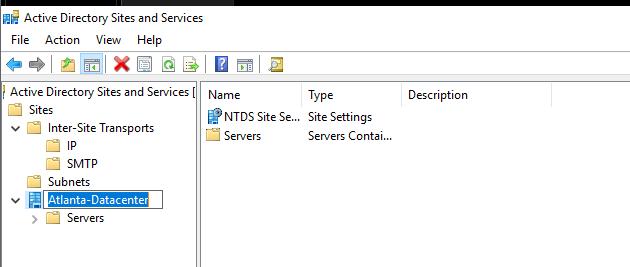 Active Directory Sites and Services
File Action View Help
Active Directory Sites and Services [
Sites
Inter-Site Transports
IP
SMTP
Subnets
Atlanta-Datacenter
Servers
Name Type Description
NTDS Site Se... Site Settings
Servers Servers Contai...